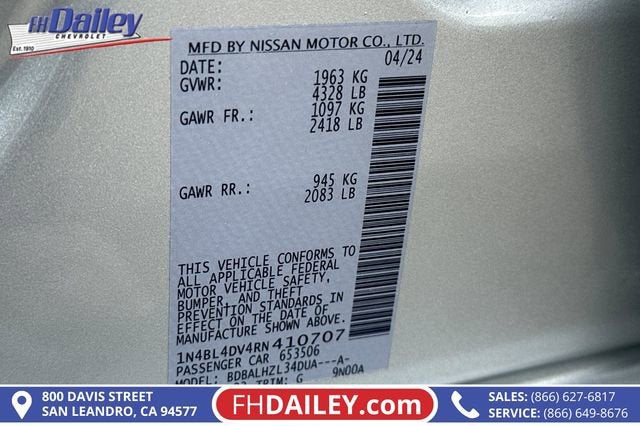 FHDailey
CHEVROLET
Est. 1910
MFD BY NISSAN MOTOR CO., LTD.
DATE: 04/24
GVWR: 1963 KG
4328 LB
GAWR FR.: 1097 KG
2418 LB
GAWR RR.: 945 KG
2083 LB
THIS VEHICLE CONFORMS TO
ALL APPLICABLE FEDERAL
MOTOR VEHICLE SAFETY,
BUMPER, AND THEFT
PREVENTION STANDARDS IN
EFFECT ON THE DATE OF
MANUFACTURE SHOWN ABOVE.
1N4BL4DV4RN410707
PASSENGER CAR 653506
MODEL: BDBALHZL34DUA---A-
TRIM: G 9N00A
800 DAVIS STREET
SAN LEANDRO, CA 94577
FHDAILEY.com
SALES: (866) 627-6817
SERVICE: (866) 649-8676